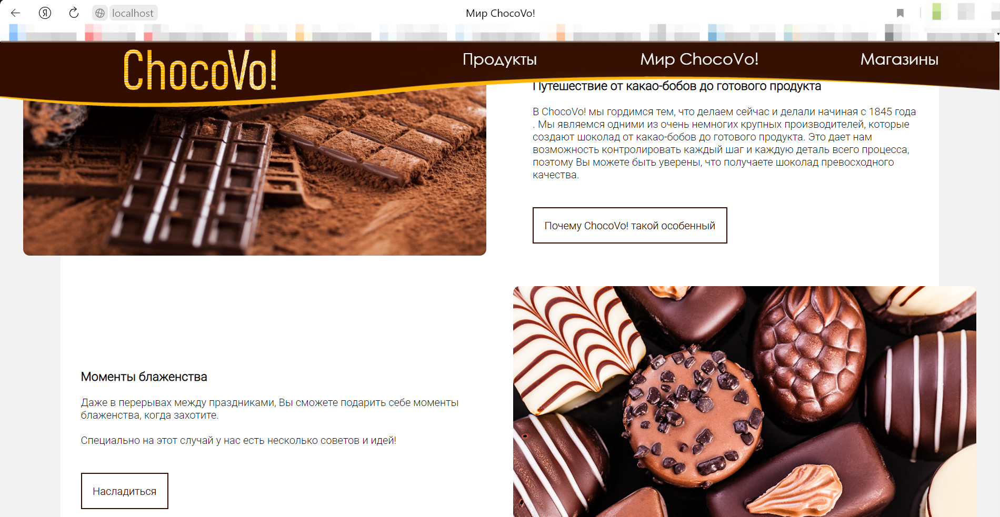 localhost
Мир ChocoVo!
ChocoVo!
Продукты
Мир ChocoVo!
Магазины
Путешествие от какао-бобов до готового продукта
В ChocoVo! мы гордимся тем, что делаем сейчас и делали начиная с 1845 года
. Мы являемся одними из очень немногих крупных производителей, которые
создают шоколад от какао-бобов до готового продукта. Это дает нам
возможность контролировать каждый шаг и каждую деталь всего процесса,
поэтому Вы можете быть уверены, что получаете шоколад превосходного
качества.
Почему ChocoVo! такой особенный
Моменты блаженства
Даже в перерывах между праздниками, Вы сможете подарить себе моменты
блаженства, когда захотите.
Специально на этот случай у нас есть несколько советов и идей!
Насладиться